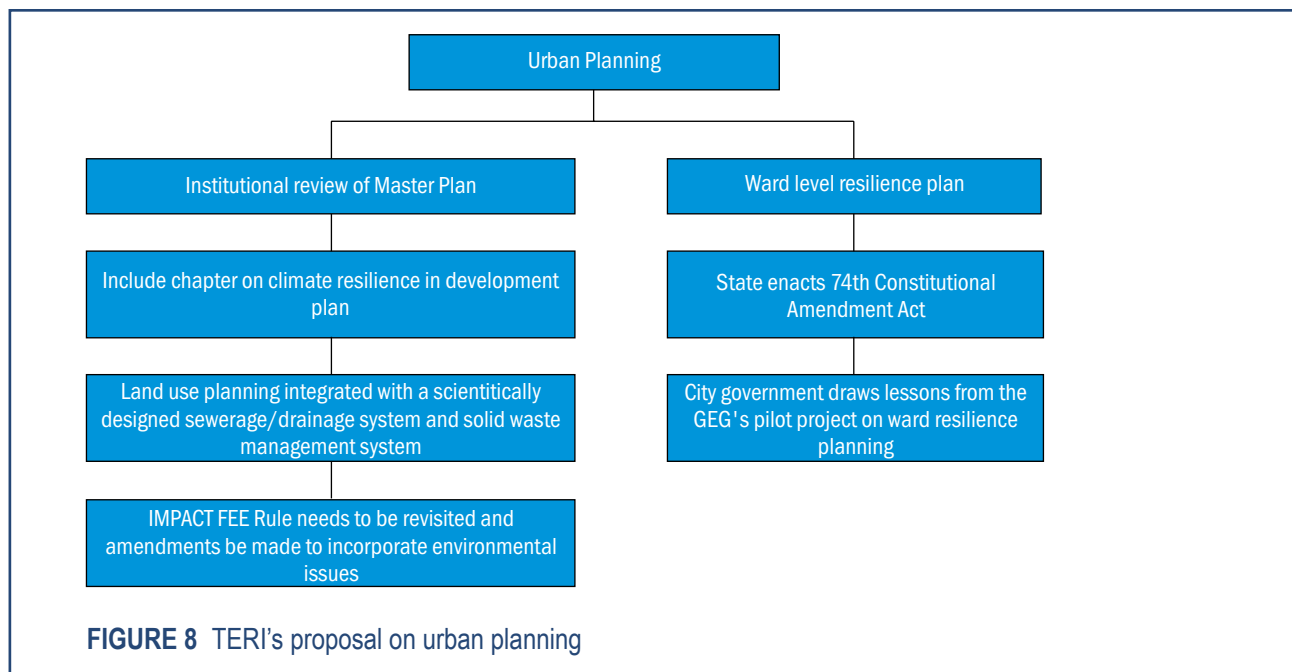 Urban Planning
Institutional review of Master Plan
Include chapter on climate resilience in development
plan
Land use planning integrated with a scientitically
designed sewerage/drainage system and solid waste
management system
IMPACT FEE Rule needs to be revisited and
amendments be made to incorporate environmental
issues
Ward level resilience plan
State enacts 74th Constitutional
Amendment Act
City government draws lessons from the
GEG's pilot project on ward resilience
planning
FIGURE 8 TERI’s proposal on urban planning